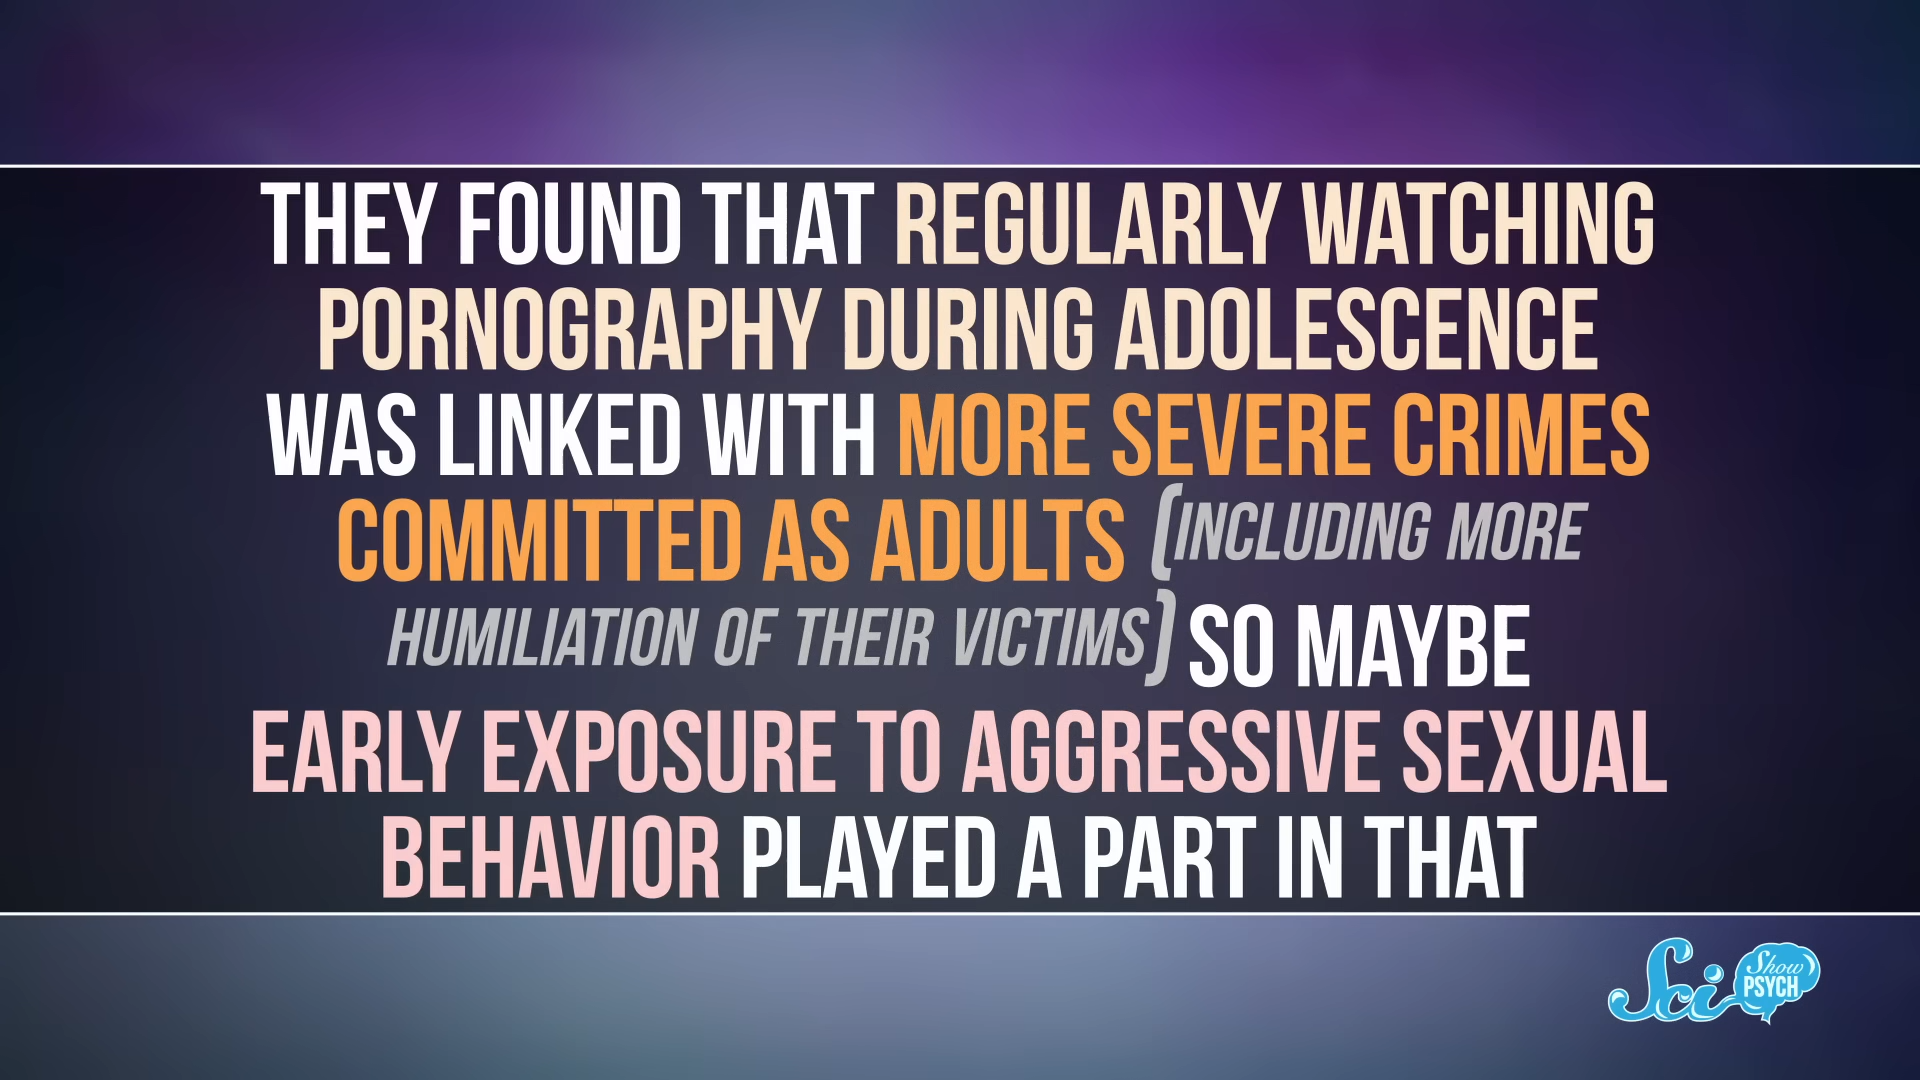 THEY FOUND THAT REGULARLY WATCHING
PORNOGRAPHY DURING ADOLESCENCE
WAS LINKED WITH MORE SEVERE CRIMES
COMMITTED AS ADULTS (INCLUDING MORE
HUMILIATION OF THEIR VICTIMS) SO MAYBE
EARLY EXPOSURE TO AGGRESSIVE SEXUAL
BEHAVIOR PLAYED A PART IN THAT
Sci Show
PSYCH